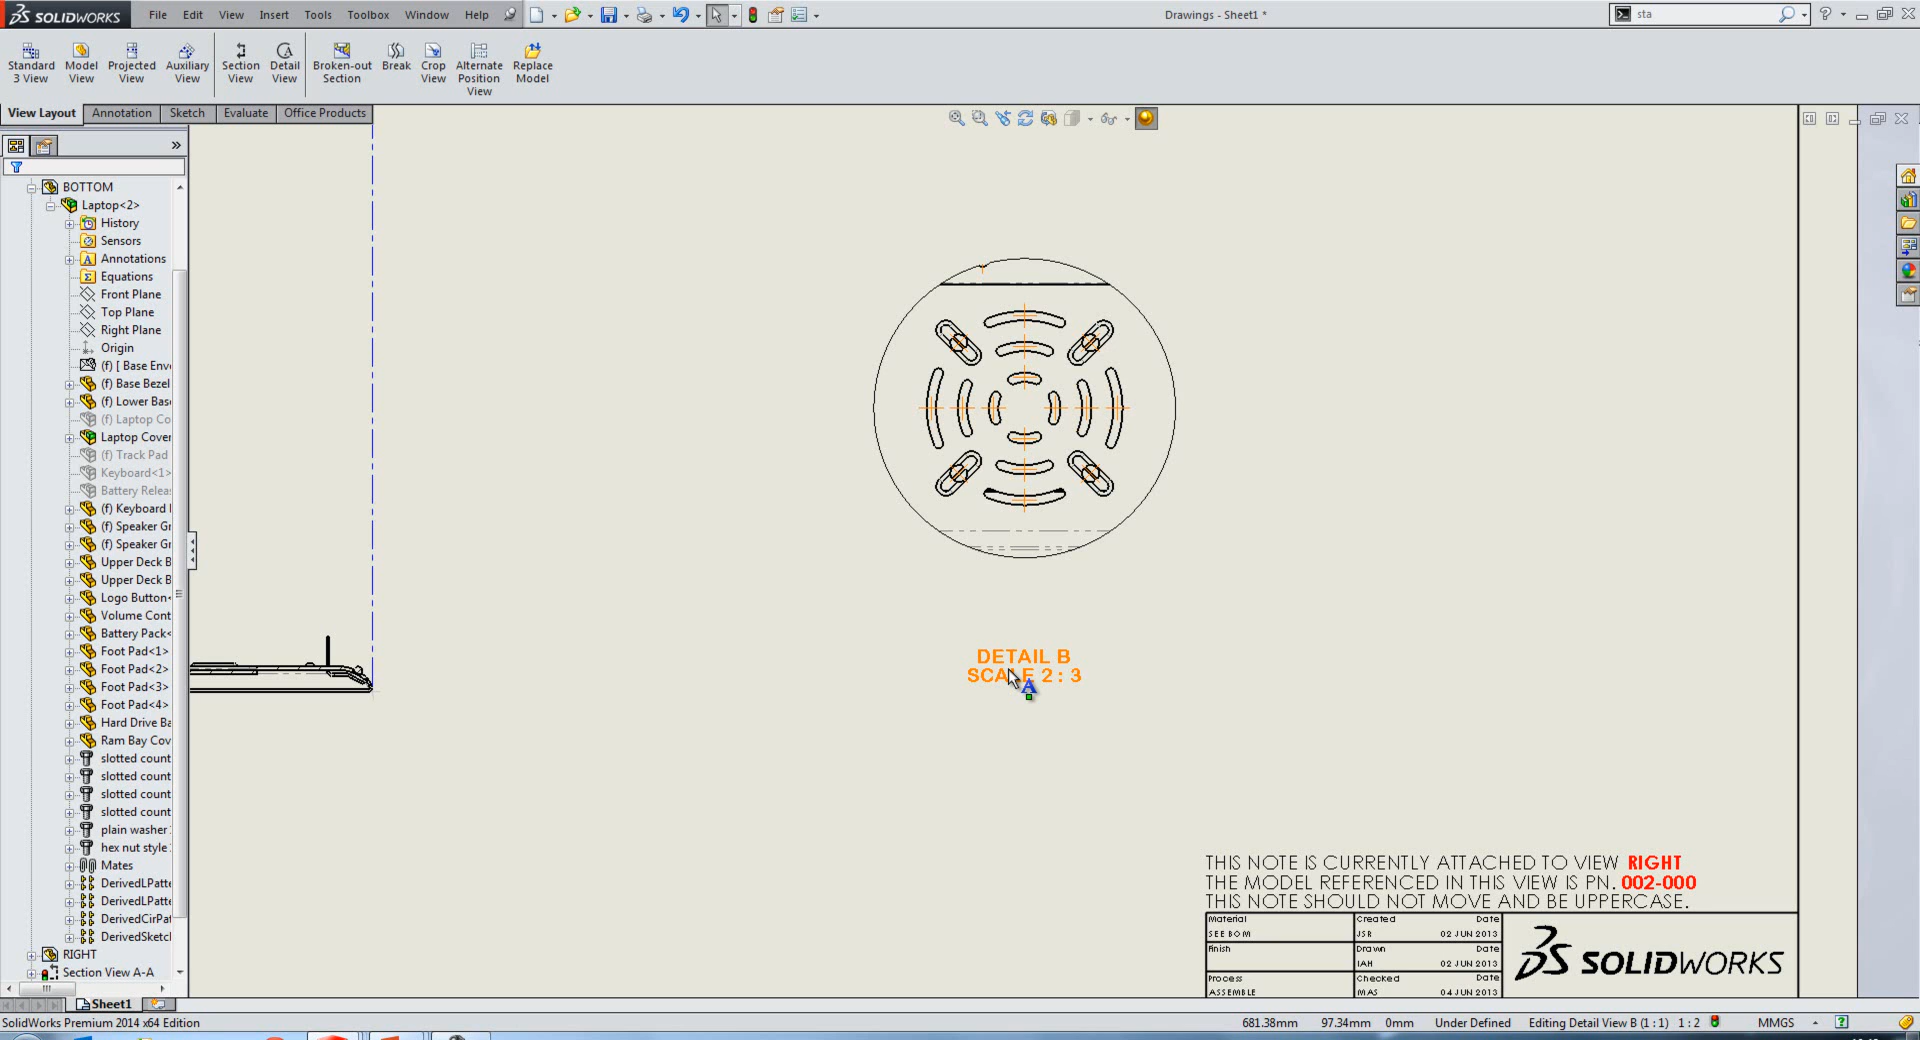 SOLIDWORKS File Edit View Insert Tools Toolbox Window Help Drawings - Sheet1 * sta
Standard 3 View
Model View
Projected View
Auxiliary View
Section View
Detail View
Broken-out Section
Break
Crop View
Alternate Position View
Replace Model
View Layout Annotation Sketch Evaluate Office Products
BOTTOM
Laptop<2>
History
Sensors
Annotations
Equations
Front Plane
Top Plane
Right Plane
Origin
(f) [ Base Enve
(f) Base Bezel
(f) Lower Base
(f) Laptop Co
Laptop Cover
(f) Track Pad
Keyboard<1>
Battery Releas
(f) Keyboard
(f) Speaker Gr
(f) Speaker Gr
Upper Deck B
Upper Deck B
Logo Button<
Volume Cont
Battery Pack<
Foot Pad<1>
Foot Pad<2>
Foot Pad<3>
Foot Pad<4>
Hard Drive Ba
Ram Bay Cov
slotted count
slotted count
slotted count
slotted count
plain washer
hex nut style
Mates
DerivedLPatte
DerivedLPatte
DerivedCirPat
DerivedSketch
RIGHT
Section View A-A
DETAIL B
SCALE 2 : 3
A
THIS NOTE IS CURRENTLY ATTACHED TO VIEW RIGHT
THE MODEL REFERENCED IN THIS VIEW IS PN. 002-000
THIS NOTE SHOULD NOT MOVE AND BE UPPERCASE.
Material Created Date
SEE BOM JSR 02 JUN 2013
Finish Drawn Date
IAH 02 JUN 2013
Process Checked Date
ASSEMBLE MAS 04 JUN 2013
SOLIDWORKS
Sheet1
SolidWorks Premium 2014 x64 Edition 681.38mm 97.34mm 0mm Under Defined Editing Detail View B (1 : 1) 1 : 2 MMGS